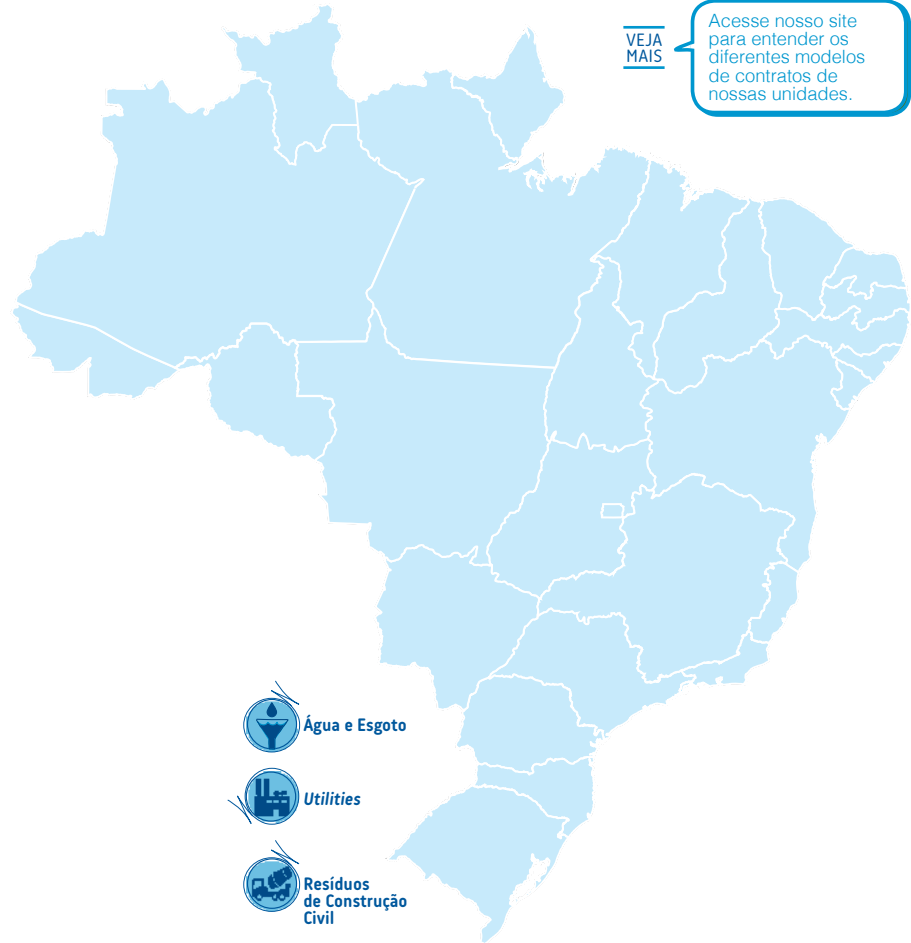 VEJA
MAIS
Acesse nosso site
para entender os
diferentes modelos
de contratos de
nossas unidades.
Água e Esgoto
Utilities
Resíduos
de Construção
Civil